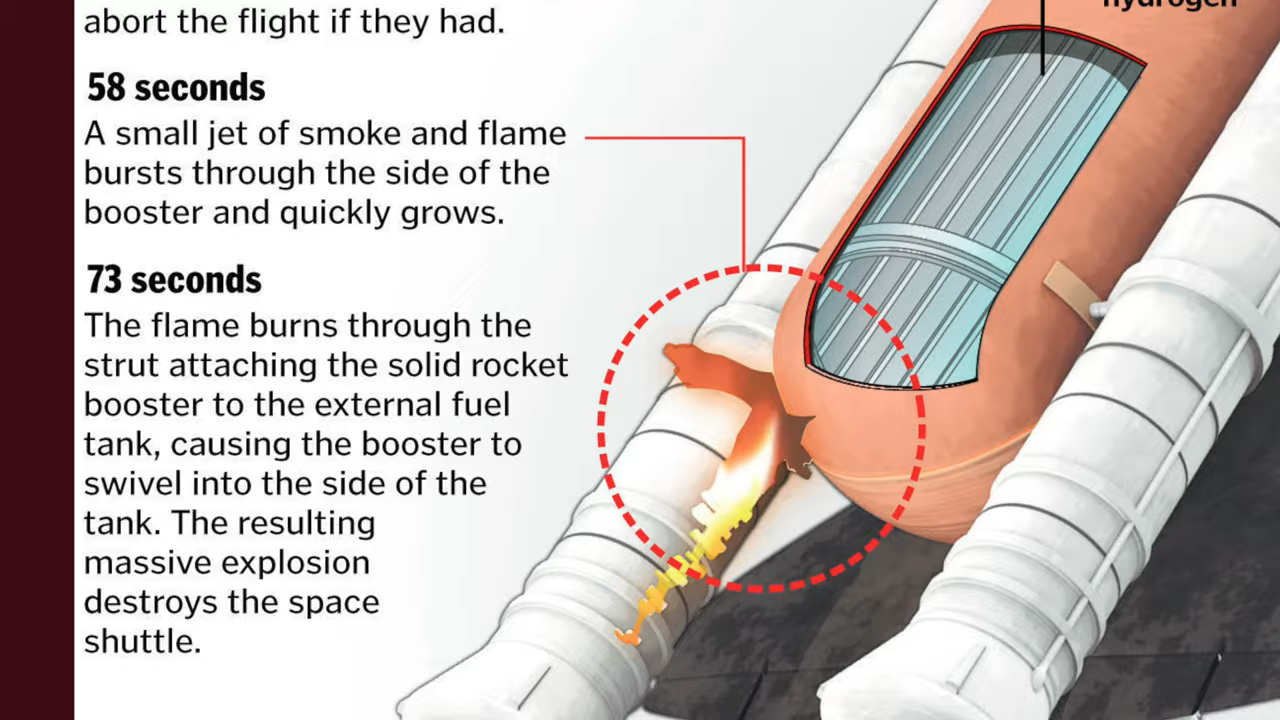 abort the flight if they had.
hydrogen
58 seconds
A small jet of smoke and flame
bursts through the side of the
booster and quickly grows.
73 seconds
The flame burns through the
strut attaching the solid rocket
booster to the external fuel
tank, causing the booster to
swivel into the side of the
tank. The resulting
massive explosion
destroys the space
shuttle.